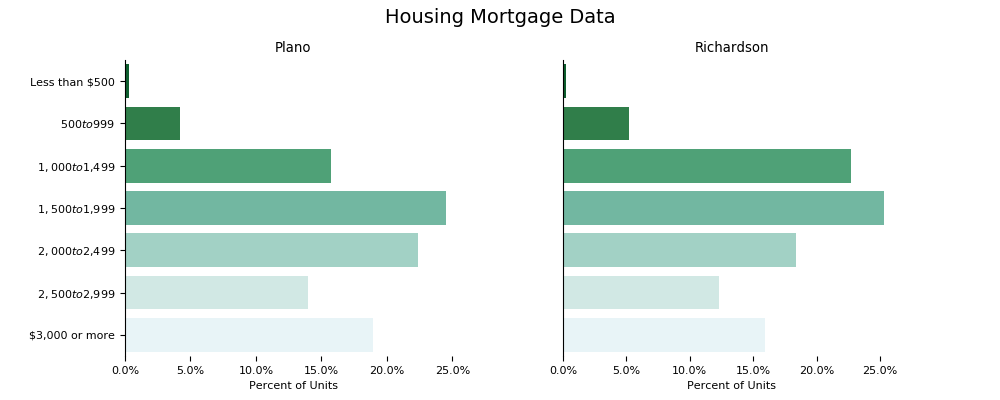 Housing Mortgage Data
Plano
Richardson
Less than $500
500to999
1,000to1,499
1,500to1,999
2,000to2,499
2,500to2,999
$3,000 or more
0.0% 5.0% 10.0% 15.0% 20.0% 25.0%
Percent of Units
0.0% 5.0% 10.0% 15.0% 20.0% 25.0%
Percent of Units